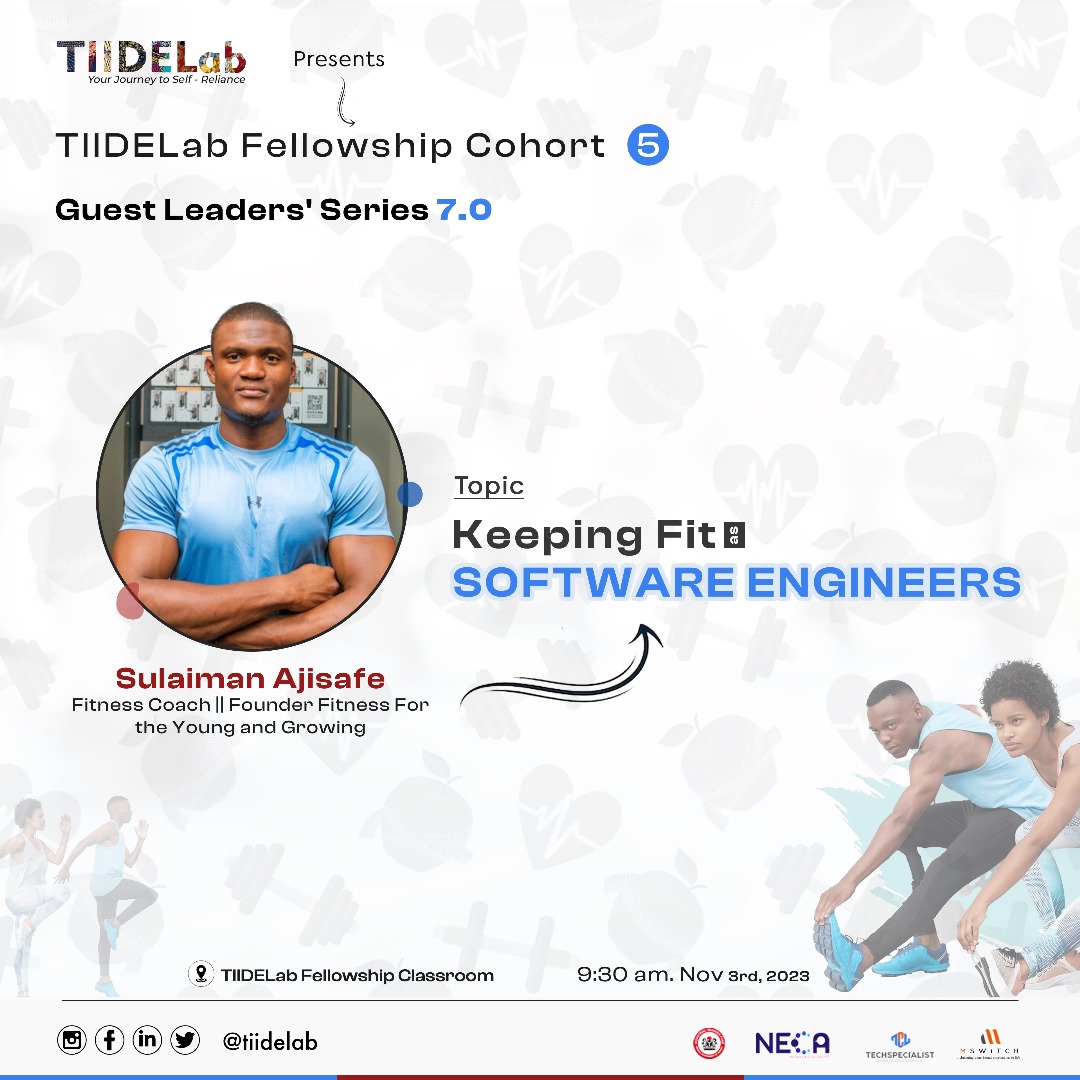 TIIDELab
Your Journey to Self - Reliance
Presents
TIIDELab Fellowship Cohort 5
Guest Leaders' Series 7.0
Topic
Keeping Fit as
SOFTWARE ENGINEERS
Sulaiman Ajisafe
Fitness Coach || Founder Fitness For
the Young and Growing
TIIDELab Fellowship Classroom
9:30 am. Nov 3rd, 2023
@tiidelab
NECA
TECHSPECIALIST
MSWITCH